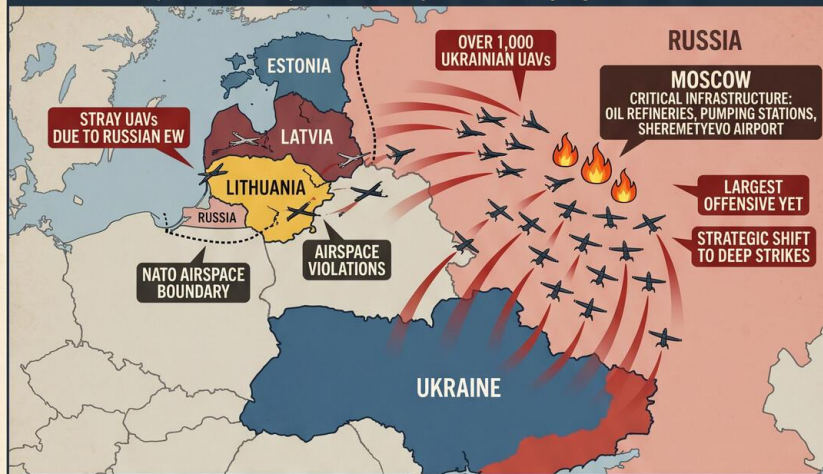 ESTONIA
OVER 1,000
UKRAINIAN UAVs
RUSSIA
MOSCOW
CRITICAL INFRASTRUCTURE:
OIL REFINERIES, PUMPING STATIONS,
SHEREMETYEVO AIRPORT
STRAY UAVs
DUE TO RUSSIAN EW
LATVIA
LITHUANIA
RUSSIA
LARGEST
OFFENSIVE YET
STRATEGIC SHIFT
TO DEEP STRIKES
AIRSPACE
VIOLATIONS
NATO AIRSPACE
BOUNDARY
UKRAINE